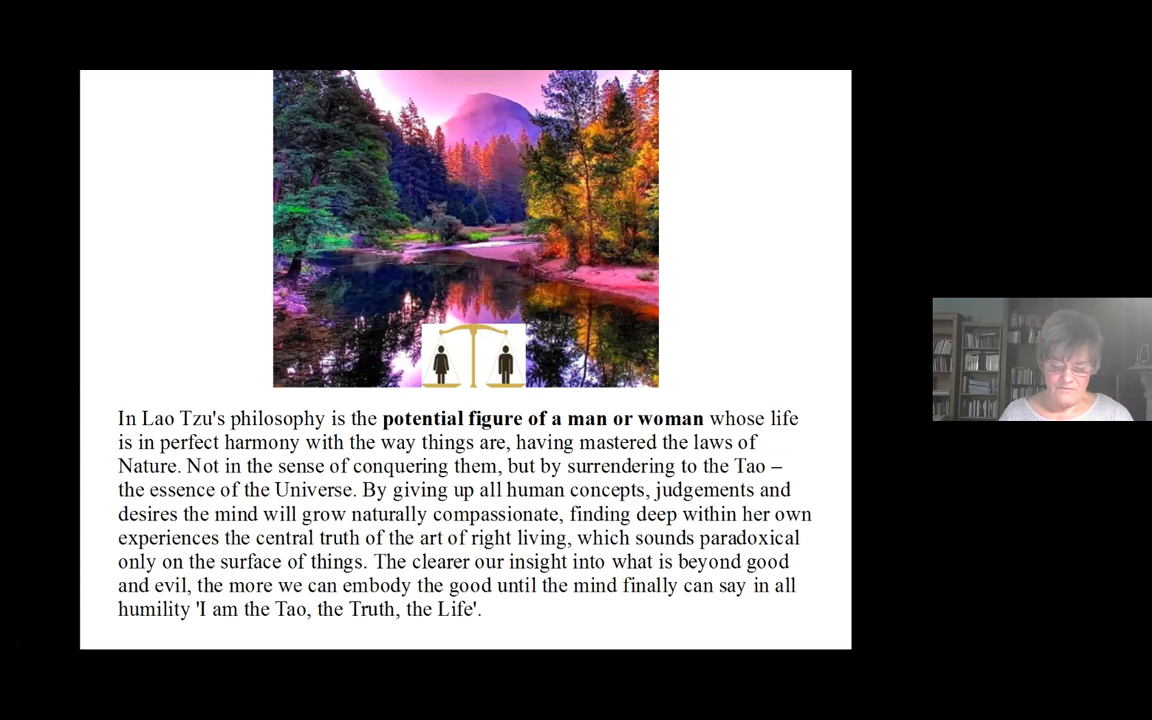 In Lao Tzu's philosophy is the potential figure of a man or woman whose life
is in perfect harmony with the way things are, having mastered the laws of
Nature. Not in the sense of conquering them, but by surrendering to the Tao –
the essence of the Universe. By giving up all human concepts, judgements and
desires the mind will grow naturally compassionate, finding deep within her own
experiences the central truth of the art of right living, which sounds paradoxical
only on the surface of things. The clearer our insight into what is beyond good
and evil, the more we can embody the good until the mind finally can say in all
humility 'I am the Tao, the Truth, the Life'.